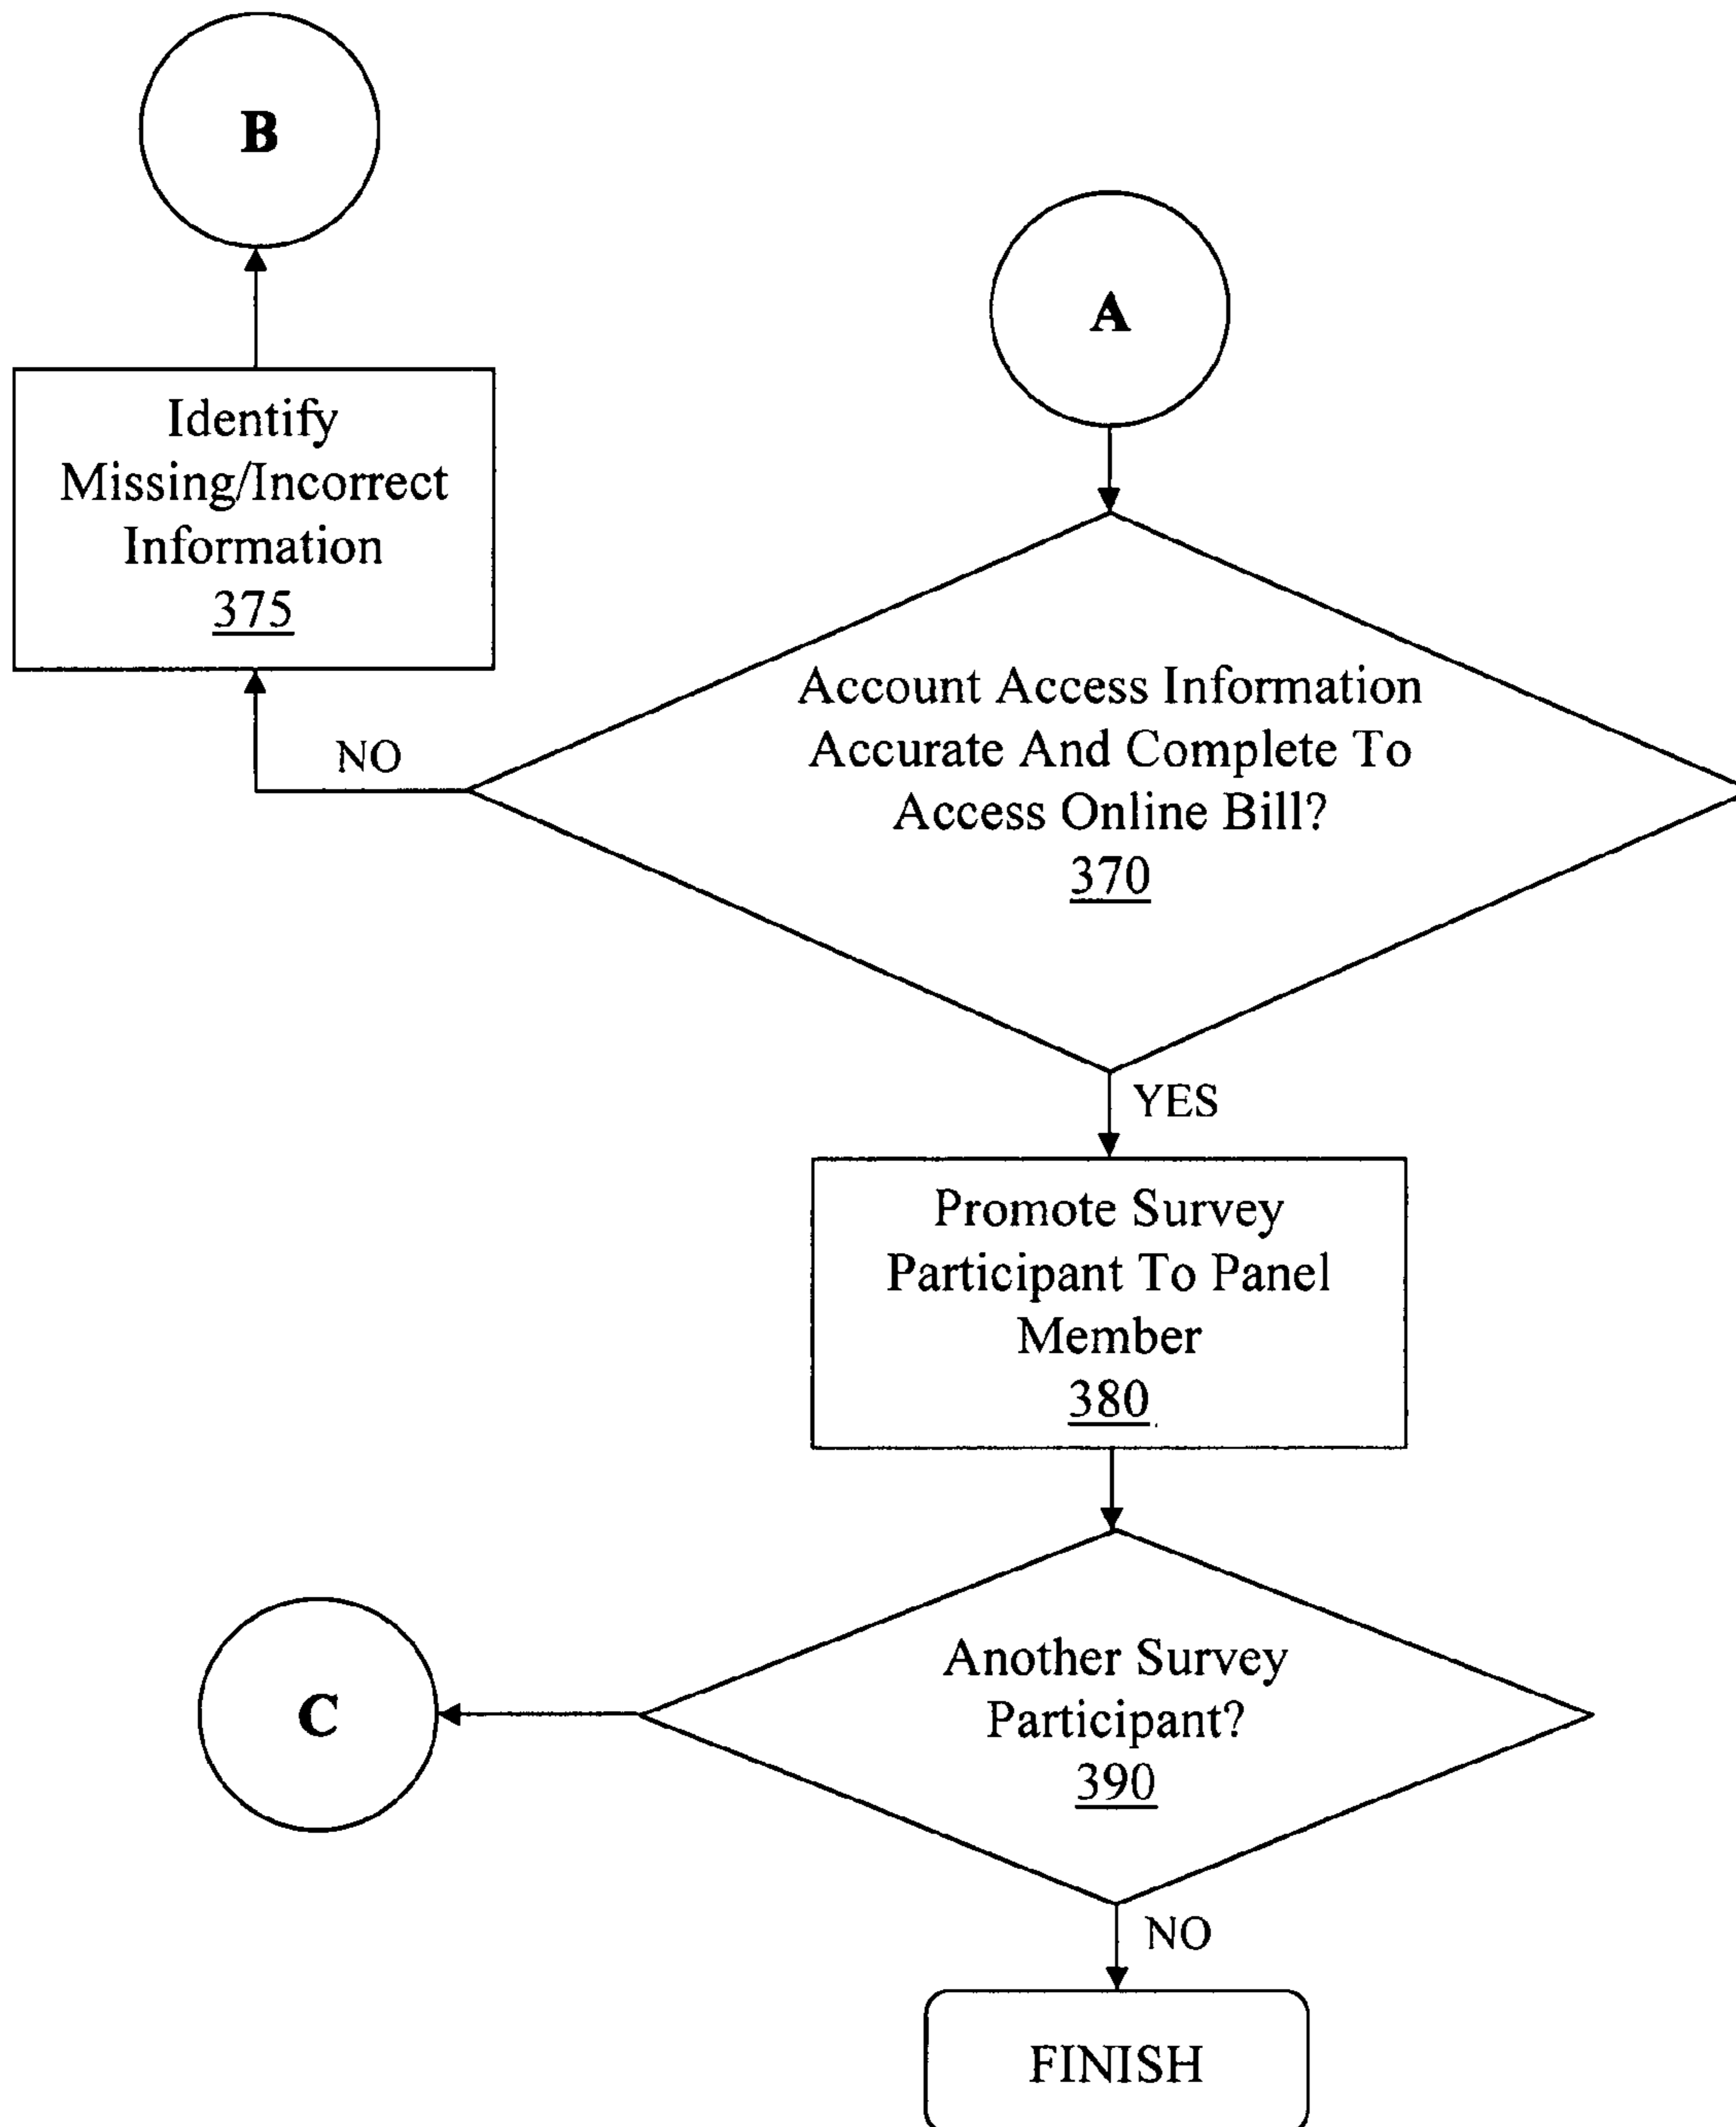 B
A
Identify
Missing/Incorrect
Information
375
Account Access Information
Accurate And Complete To
Access Online Bill?
370
NO
YES
Promote Survey
Participant To Panel
Member
380
Another Survey
Participant?
390
C
NO
FINISH